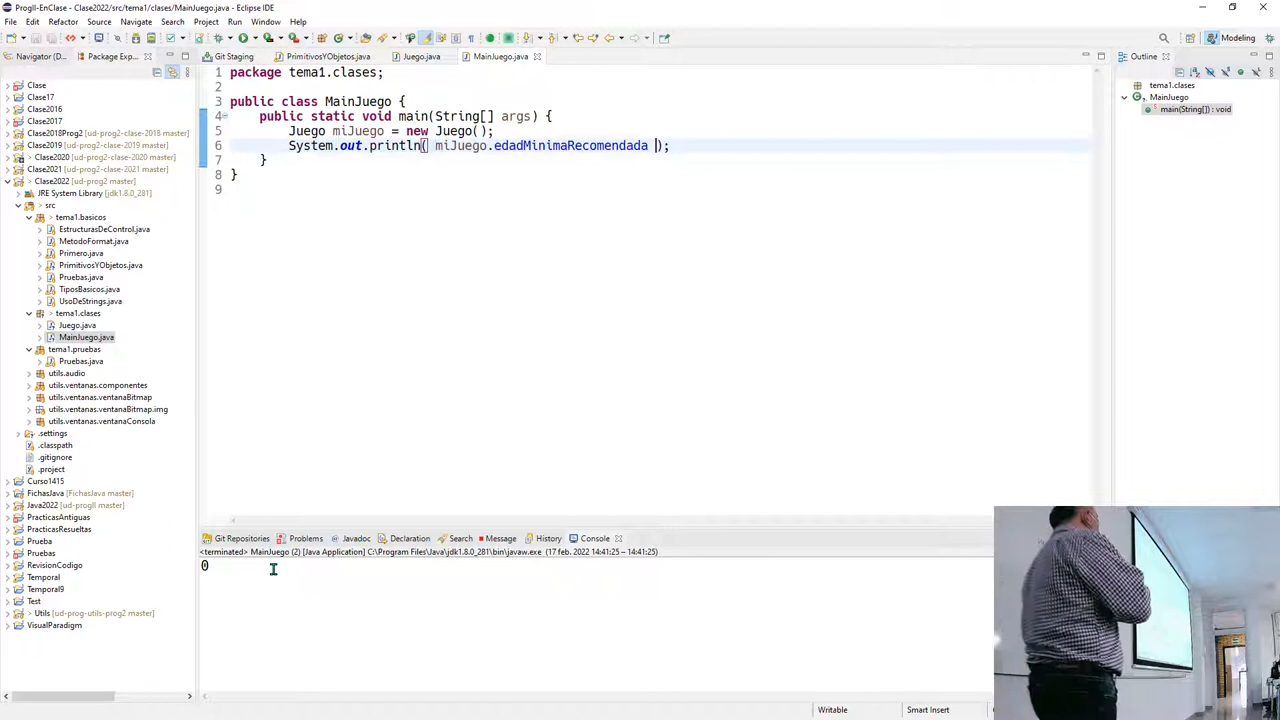 ProgII-EnClase - Clase2022/src/tema1/clases/MainJuego.java - Eclipse IDE
File Edit Refactor Source Navigate Search Project Run Window Help
Modeling
Navigator (D...
Package Exp...
Git Staging
PrimitivosYObjetos.java
Juego.java
MainJuego.java
Outline
Clase
Clase17
Clase2016
Clase2017
Clase2018Prog2 [ud-prog2-clase-2018 master]
Clase2019 [ud-prog2-clase-2019 master]
> Clase2020 [ud-prog2-clase-2020 master]
Clase2021 [ud-prog2-clase-2021 master]
> Clase2022 [ud-prog2 master]
JRE System Library [jdk1.8.0_281]
> src
> tema1.basicos
EstructurasDeControl.java
MetodoFormat.java
Primero.java
PrimitivosYObjetos.java
Pruebas.java
TiposBasicos.java
UsoDeStrings.java
> tema1.clases
Juego.java
MainJuego.java
tema1.pruebas
Pruebas.java
utils.audio
utils.ventanas.componentes
utils.ventanas.ventanaBitmap
utils.ventanas.ventanaBitmap.img
utils.ventanas.ventanaConsola
.settings
.classpath
.gitignore
.project
Curso1415
FichasJava [FichasJava master]
Java2022 [ud-progII master]
PracticasAntiguas
PracticasResueltas
Prueba
Pruebas
RevisionCodigo
Temporal
Temporal9
Test
> Utils [ud-prog-utils-prog2 master]
VisualParadigm
1 package tema1.clases;
2
3 public class MainJuego {
4 public static void main(String[] args) {
5 Juego miJuego = new Juego();
6 System.out.println( miJuego.edadMinimaRecomendada );
7 }
8 }
9
tema1.clases
MainJuego
main(String[]) : void
Git Repositories
Problems
Javadoc
Declaration
Search
Message
History
Console
<terminated> MainJuego (2) [Java Application] C:\Program Files\Java\jdk1.8.0_281\bin\javaw.exe (17 feb. 2022 14:41:25 – 14:41:25)
0
Writable
Smart Insert